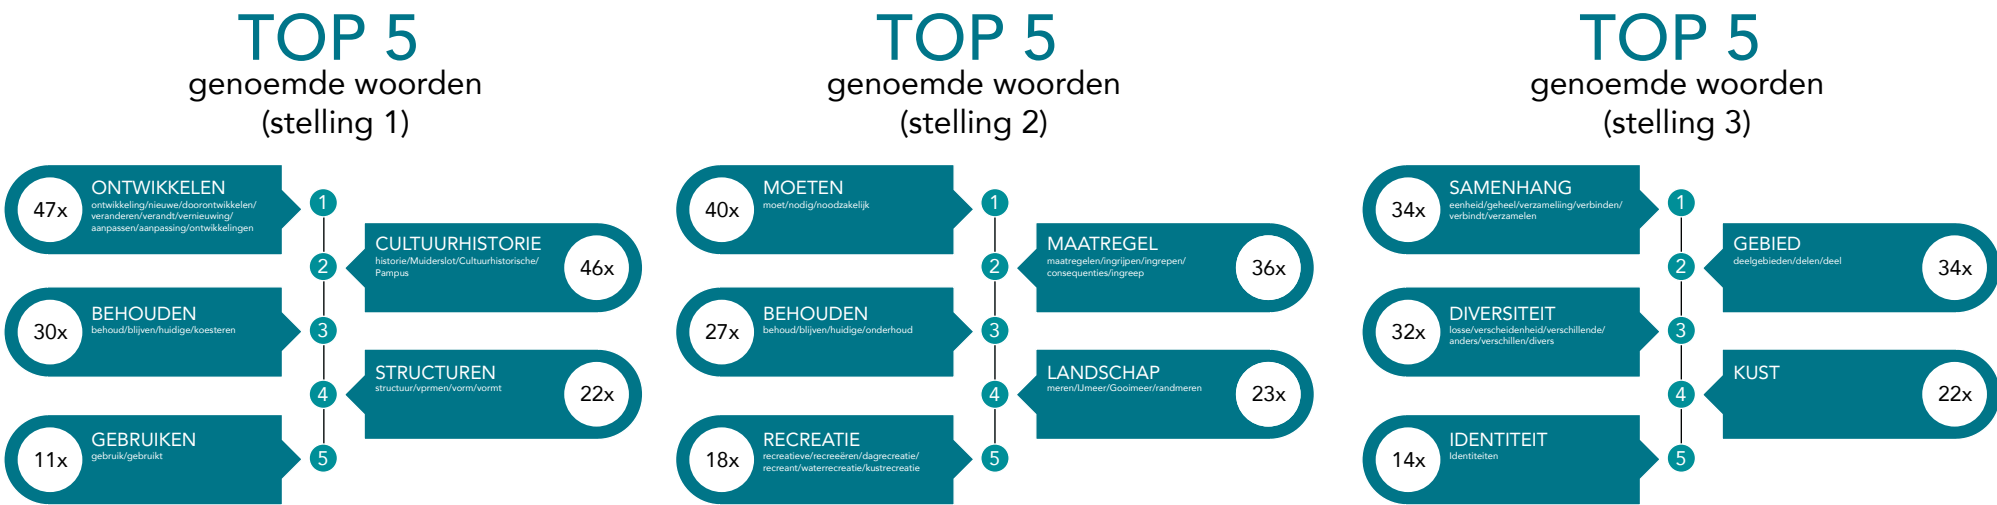 TOP 5
genoemde woorden
(stelling 1)
47x
ONTWIKKELEN
ontwikkeling/nieuwe/doorontwikkelen/
veranderen/verandt/vernieuwing/
aanpassen/aanpassing/ontwikkelingen
1
2
CULTUURHISTORIE
historie/Muiderslot/Cultuurhistorische/
Pampus
46x
30x
BEHOUDEN
behoud/blijven/huidige/koesteren
3
4
STRUCTUREN
structuur/vprmen/vorm/vormt
22x
11x
GEBRUIKEN
gebruik/gebruikt
5
TOP 5
genoemde woorden
(stelling 2)
40x
MOETEN
moet/nodig/noodzakelijk
1
2
MAATREGEL
maatregelen/ingrijpen/ingrepen/
consequenties/ingreep
36x
27x
BEHOUDEN
behoud/blijven/huidige/onderhoud
3
4
LANDSCHAP
meren/IJmeer/Gooimeer/randmeren
23x
18x
RECREATIE
recreatieve/recreeëren/dagrecreatie/
recreant/waterrecreatie/kustrecreatie
5
TOP 5
genoemde woorden
(stelling 3)
34x
SAMENHANG
eenheid/geheel/verzameliing/verbinden/
verbindt/verzamelen
1
2
GEBIED
deelgebieden/delen/deel
34x
32x
DIVERSITEIT
losse/verscheidenheid/verschillende/
anders/verschillen/divers
3
4
KUST
22x
14x
IDENTITEIT
Identiteiten
5